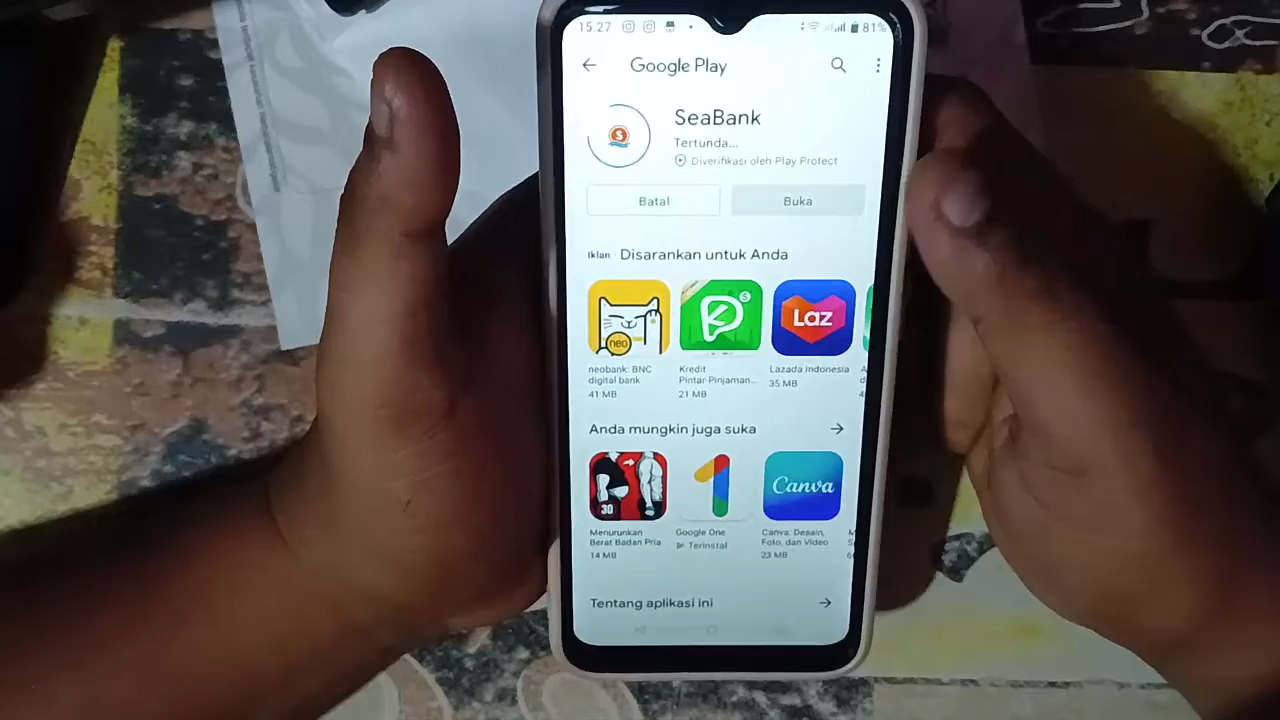 15.27
81%
Google Play
SeaBank
Tertunda...
Diverifikasi oleh Play Protect
Batal
Buka
Iklan · Disarankan untuk Anda
neo
Laz
neobank: BNC
digital bank
41 MB
Kredit
Pintar-Pinjaman...
21 MB
Lazada Indonesia
35 MB
Anda mungkin juga suka
30
Canva
Menurunkan
Berat Badan Pria
14 MB
Google One
Terinstal
Canva: Desain,
Foto, dan Video
23 MB
Tentang aplikasi ini